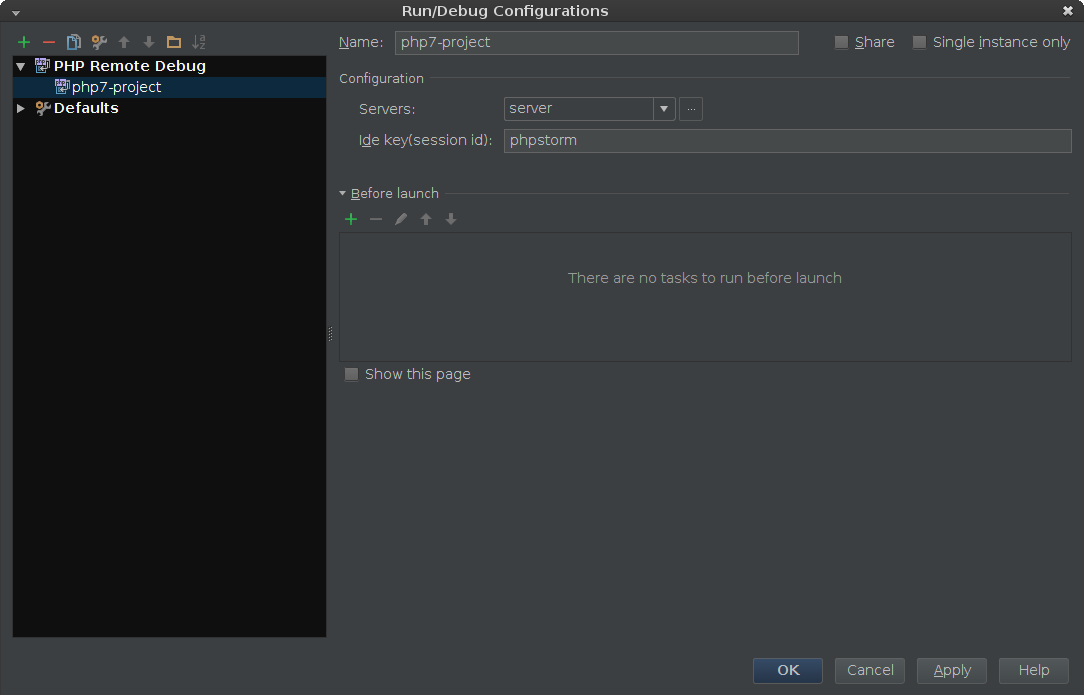 Run/Debug Configurations
Name: php7-project Share Single instance only
PHP Remote Debug
php7-project
Defaults
Configuration
Servers: server ...
Ide key(session id): phpstorm
Before launch
There are no tasks to run before launch
Show this page
OK Cancel Apply Help